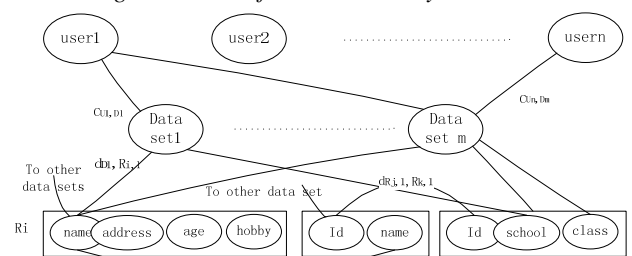 user1
user2
usern
CU1,D1
CUn,Dm
Data
set1
Data
set m
dD1,Ri,1
To other
data sets
To other data set
dRj,1,Rk,1
Ri
name
address
age
hobby
Id
name
Id
school
class